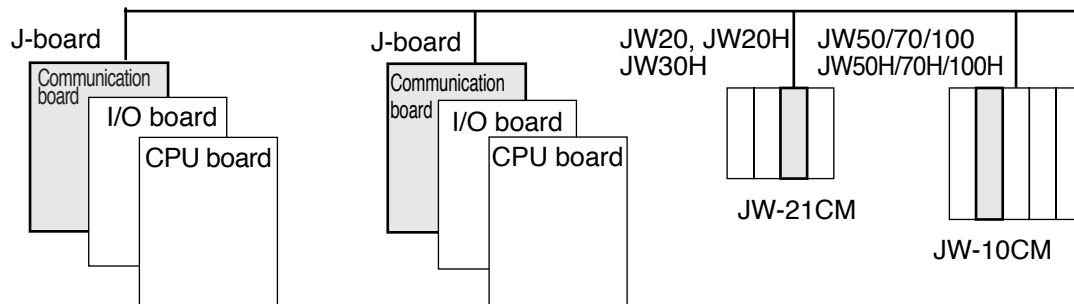 J-board
Communication
board
I/O board
CPU board
J-board
Communication
board
I/O board
CPU board
JW20, JW20H
JW30H
JW-21CM
JW50/70/100
JW50H/70H/100H
JW-10CM